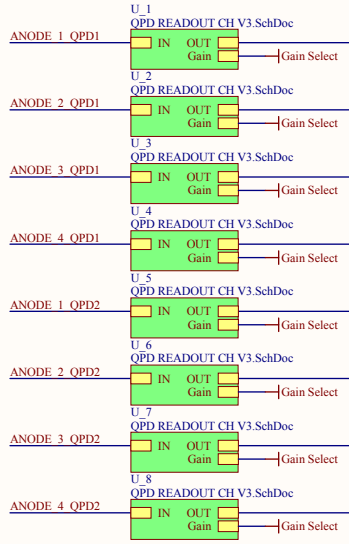 U_1
QPD READOUT CH V3.SchDoc
ANODE_1_QPD1 IN OUT
Gain Gain Select
U_2
QPD READOUT CH V3.SchDoc
ANODE_2_QPD1 IN OUT
Gain Gain Select
U_3
QPD READOUT CH V3.SchDoc
ANODE_3_QPD1 IN OUT
Gain Gain Select
U_4
QPD READOUT CH V3.SchDoc
ANODE_4_QPD1 IN OUT
Gain Gain Select
U_5
QPD READOUT CH V3.SchDoc
ANODE_1_QPD2 IN OUT
Gain Gain Select
U_6
QPD READOUT CH V3.SchDoc
ANODE_2_QPD2 IN OUT
Gain Gain Select
U_7
QPD READOUT CH V3.SchDoc
ANODE_3_QPD2 IN OUT
Gain Gain Select
U_8
QPD READOUT CH V3.SchDoc
ANODE_4_QPD2 IN OUT
Gain Gain Select